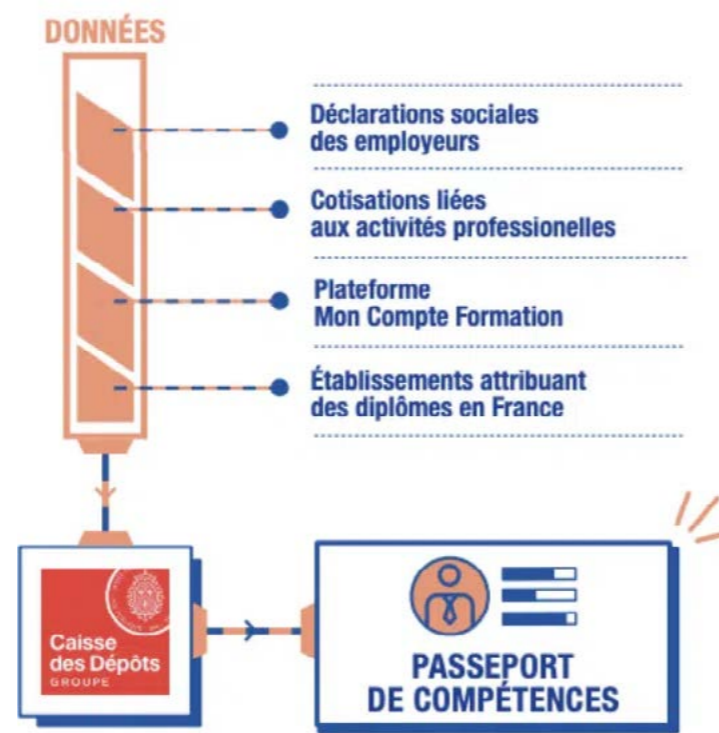 DONNÉES
Déclarations sociales
des employeurs
Cotisations liées
aux activités professionelles
Plateforme
Mon Compte Formation
Établissements attribuant
des diplômes en France
Caisse
des Dépôts
GROUPE
PASSEPORT
DE COMPÉTENCES